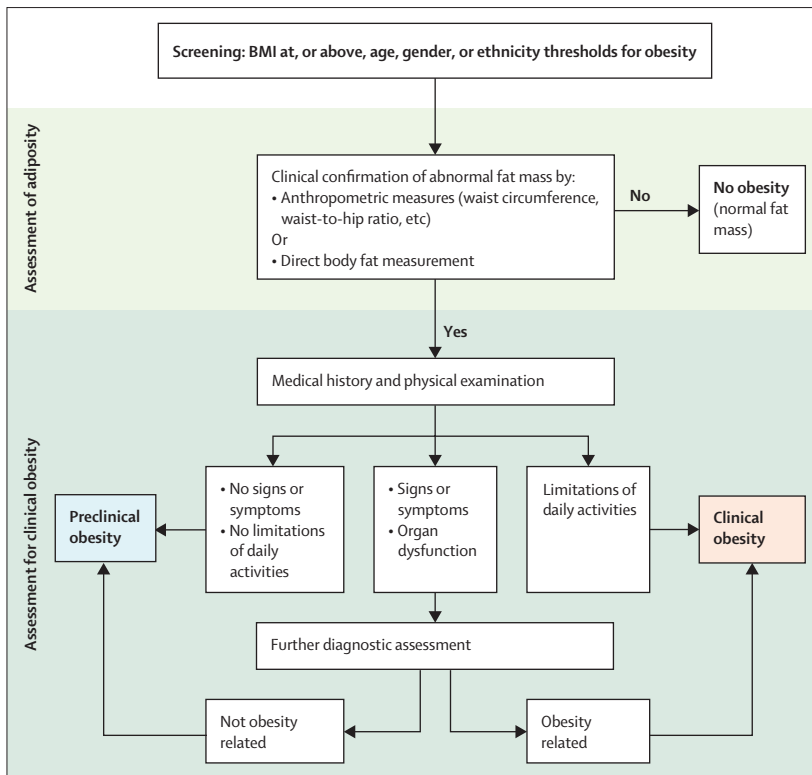 Screening: BMI at, or above, age, gender, or ethnicity thresholds for obesity
Assessment of adiposity
Clinical confirmation of abnormal fat mass by:
• Anthropometric measures (waist circumference,
waist-to-hip ratio, etc)
Or
• Direct body fat measurement
No
No obesity
(normal fat
mass)
Yes
Assessment for clinical obesity
Medical history and physical examination
Preclinical
obesity
• No signs or
symptoms
• No limitations
of daily
activities
• Signs or
symptoms
• Organ
dysfunction
Limitations of
daily activities
Clinical
obesity
Further diagnostic assessment
Not obesity
related
Obesity
related